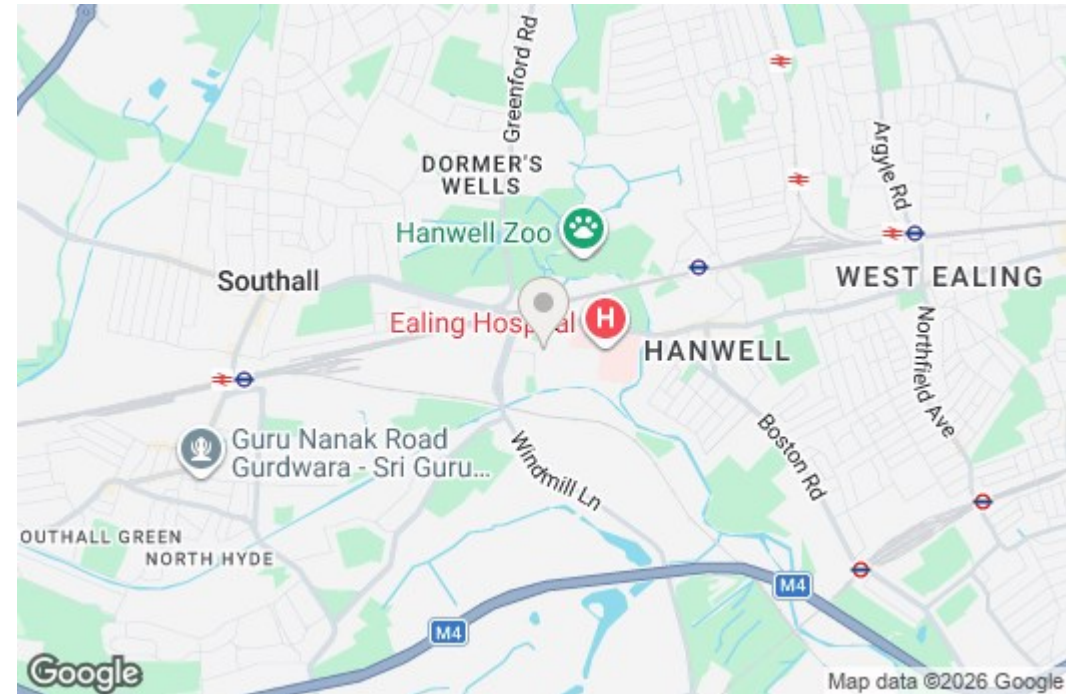 Greenford Rd
DORMER'S
WELLS
Argyle Rd
Hanwell Zoo
Southall
WEST EALING
Ealing Hospital
H
HANWELL
Northfield Ave
Boston Rd
Guru Nanak Road
Gurdwara - Sri Guru...
Windmill Ln
OUTHALL GREEN
NORTH HYDE
M4
M4
Google
Map data ©2026 Google